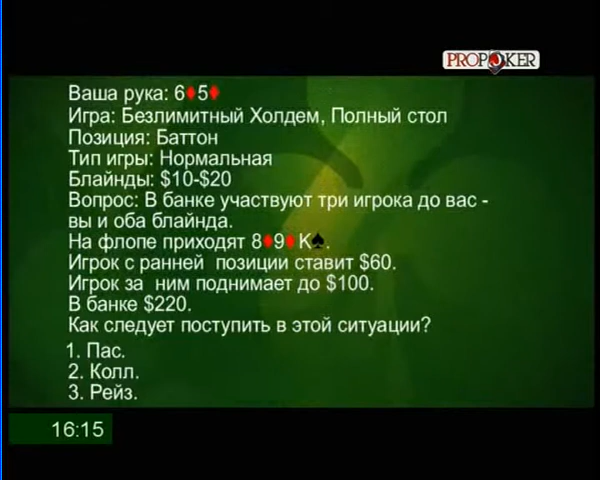 PROPOKER
Ваша рука: 6♦5♦
Игра: Безлимитный Холдем, Полный стол
Позиция: Баттон
Тип игры: Нормальная
Блайнды: $10-$20
Вопрос: В банке участвуют три игрока до вас -
вы и оба блайнда.
На флопе приходят 8♦9♦K♠.
Игрок с ранней позиции ставит $60.
Игрок за ним поднимает до $100.
В банке $220.
Как следует поступить в этой ситуации?
1. Пас.
2. Колл.
3. Рейз.
16:15